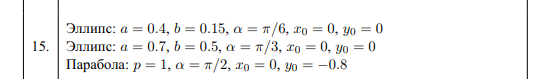 Эллипс: a = 0.4, b = 0.15, α = π/6, x₀ = 0, y₀ = 0
15. Эллипс: a = 0.7, b = 0.5, α = π/3, x₀ = 0, y₀ = 0
Парабола: p = 1, α = π/2, x₀ = 0, y₀ = −0.8